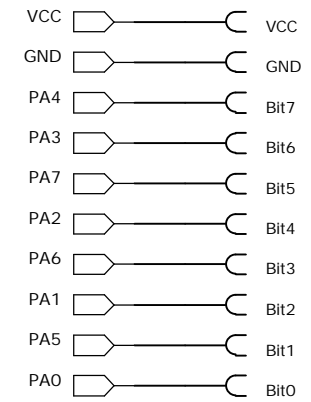 VCC VCC
GND GND
PA4 Bit7
PA3 Bit6
PA7 Bit5
PA2 Bit4
PA6 Bit3
PA1 Bit2
PA5 Bit1
PA0 Bit0